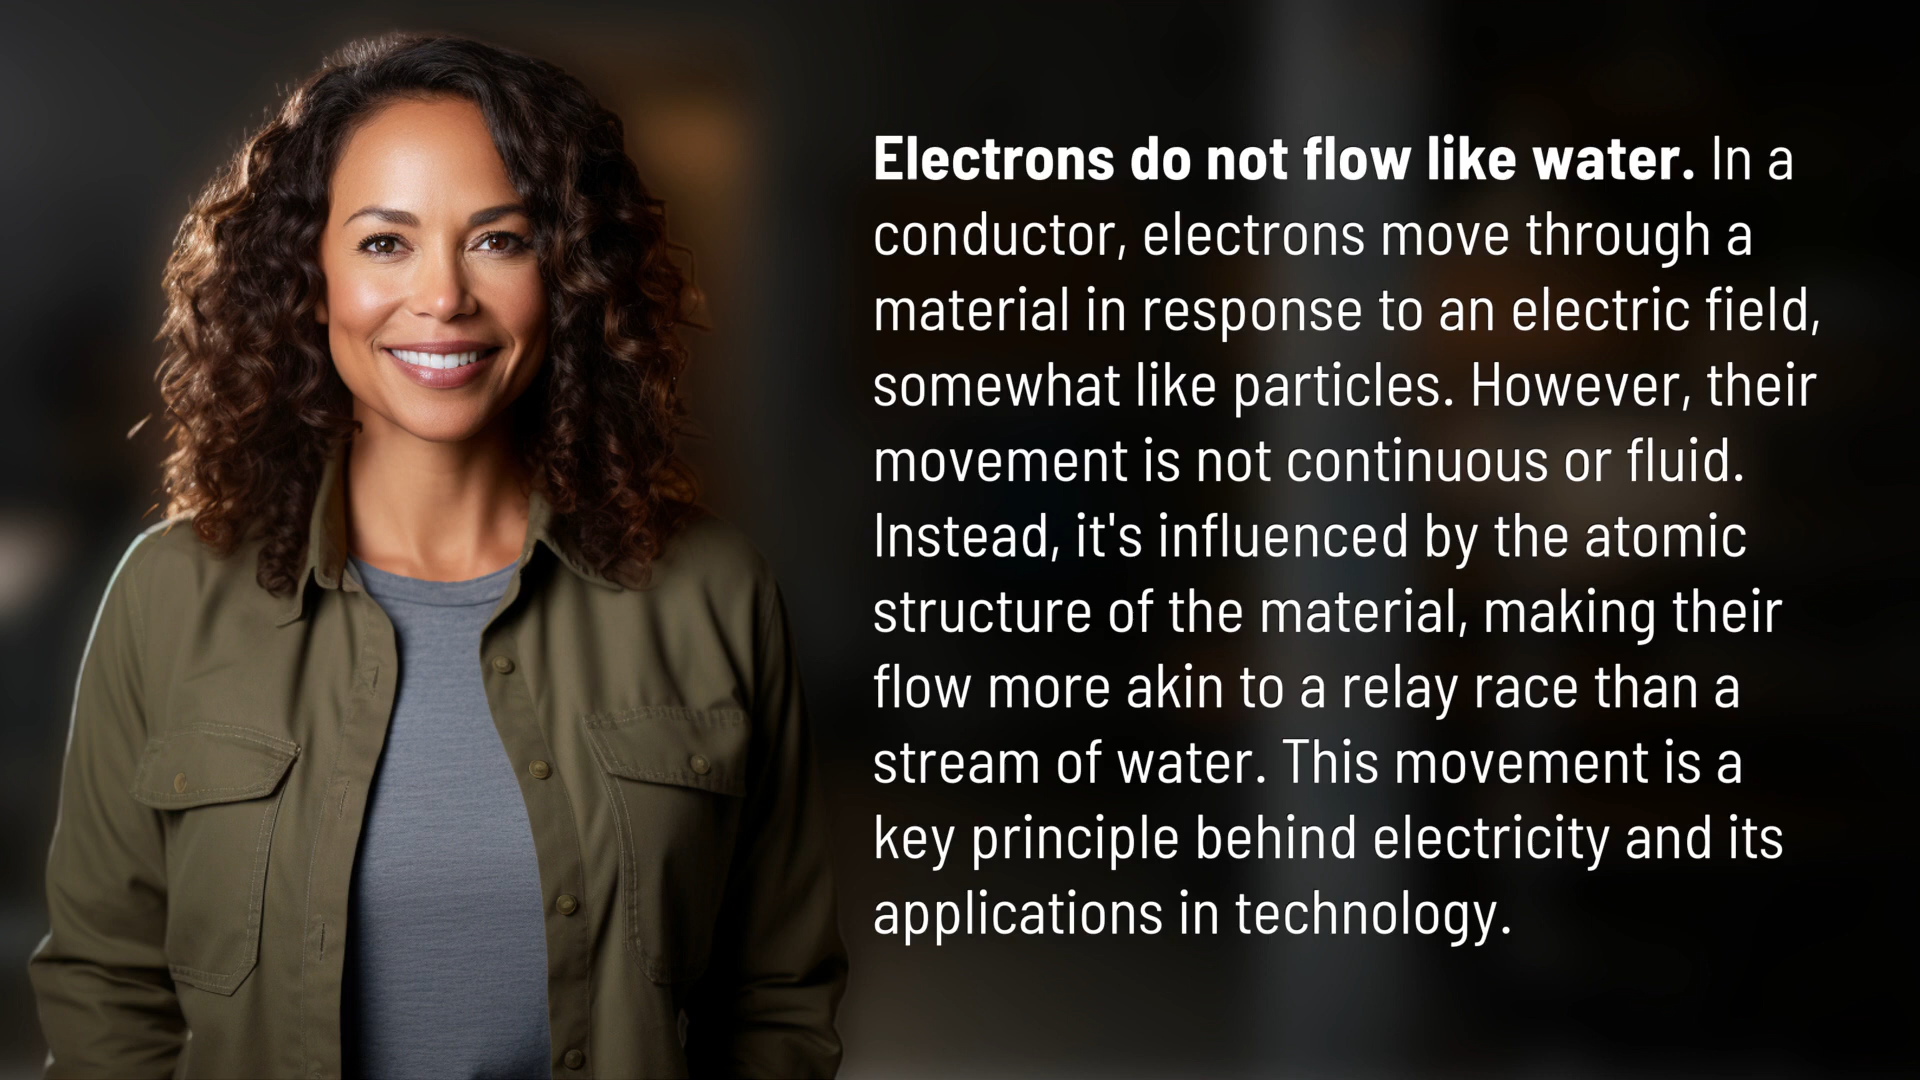 Electrons do not flow like water. In a
conductor, electrons move through a
material in response to an electric field,
somewhat like particles. However, their
movement is not continuous or fluid.
Instead, it's influenced by the atomic
structure of the material, making their
flow more akin to a relay race than a
stream of water. This movement is a
key principle behind electricity and its
applications in technology.